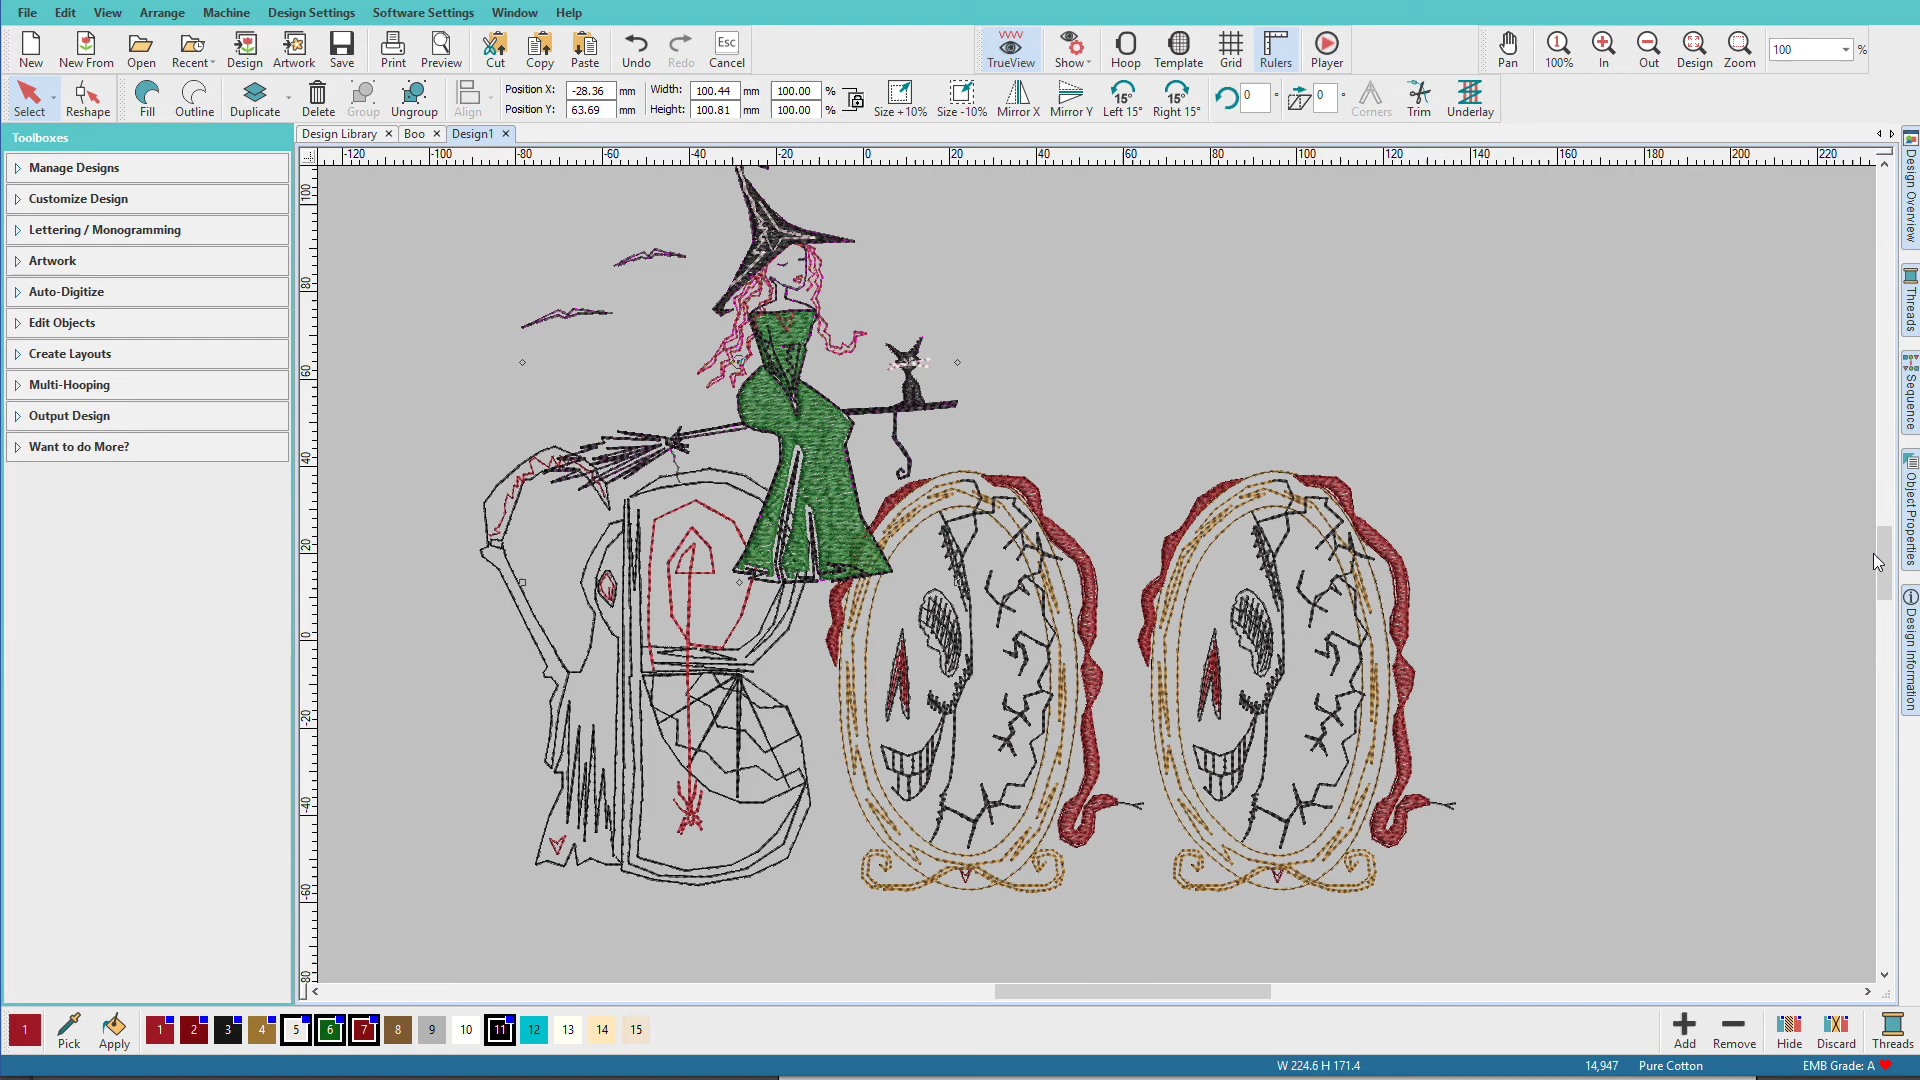 File Edit View Arrange Machine Design Settings Software Settings Window Help
New New From Open Recent Design Artwork Save Print Preview Cut Copy Paste Undo Redo Esc Cancel TrueView Show Hoop Template Grid Rulers Player Pan 1 100% In Out Design Zoom 100 %
Select Reshape Fill Outline Duplicate Delete Group Ungroup Align Position X: -28.36 mm Width: 100.44 mm 100.00 % Size +10% Size -10% Mirror X Mirror Y 15° Left 15° 15° Right 15° 0 ° 0 ° Corners Trim Underlay
Position Y: 63.69 mm Height: 100.81 mm 100.00 %
Toolboxes
Design Library Boo Design1
-120 -100 -80 -60 -40 -20 0 20 40 60 80 100 120 140 160 180 200 220
Manage Designs
Customize Design
Lettering / Monogramming
Artwork
Auto-Digitize
Edit Objects
Create Layouts
Multi-Hooping
Output Design
Want to do More?
100
80
60
40
20
0
-20
-40
-60
-80
Design Overview
Threads
Sequence
Object Properties
Design Information
1 Pick Apply 1 2 3 4 5 6 7 8 9 10 11 12 13 14 15 Add Remove Hide Discard Threads
W 224.6 H 171.4 14,947 Pure Cotton EMB Grade: A